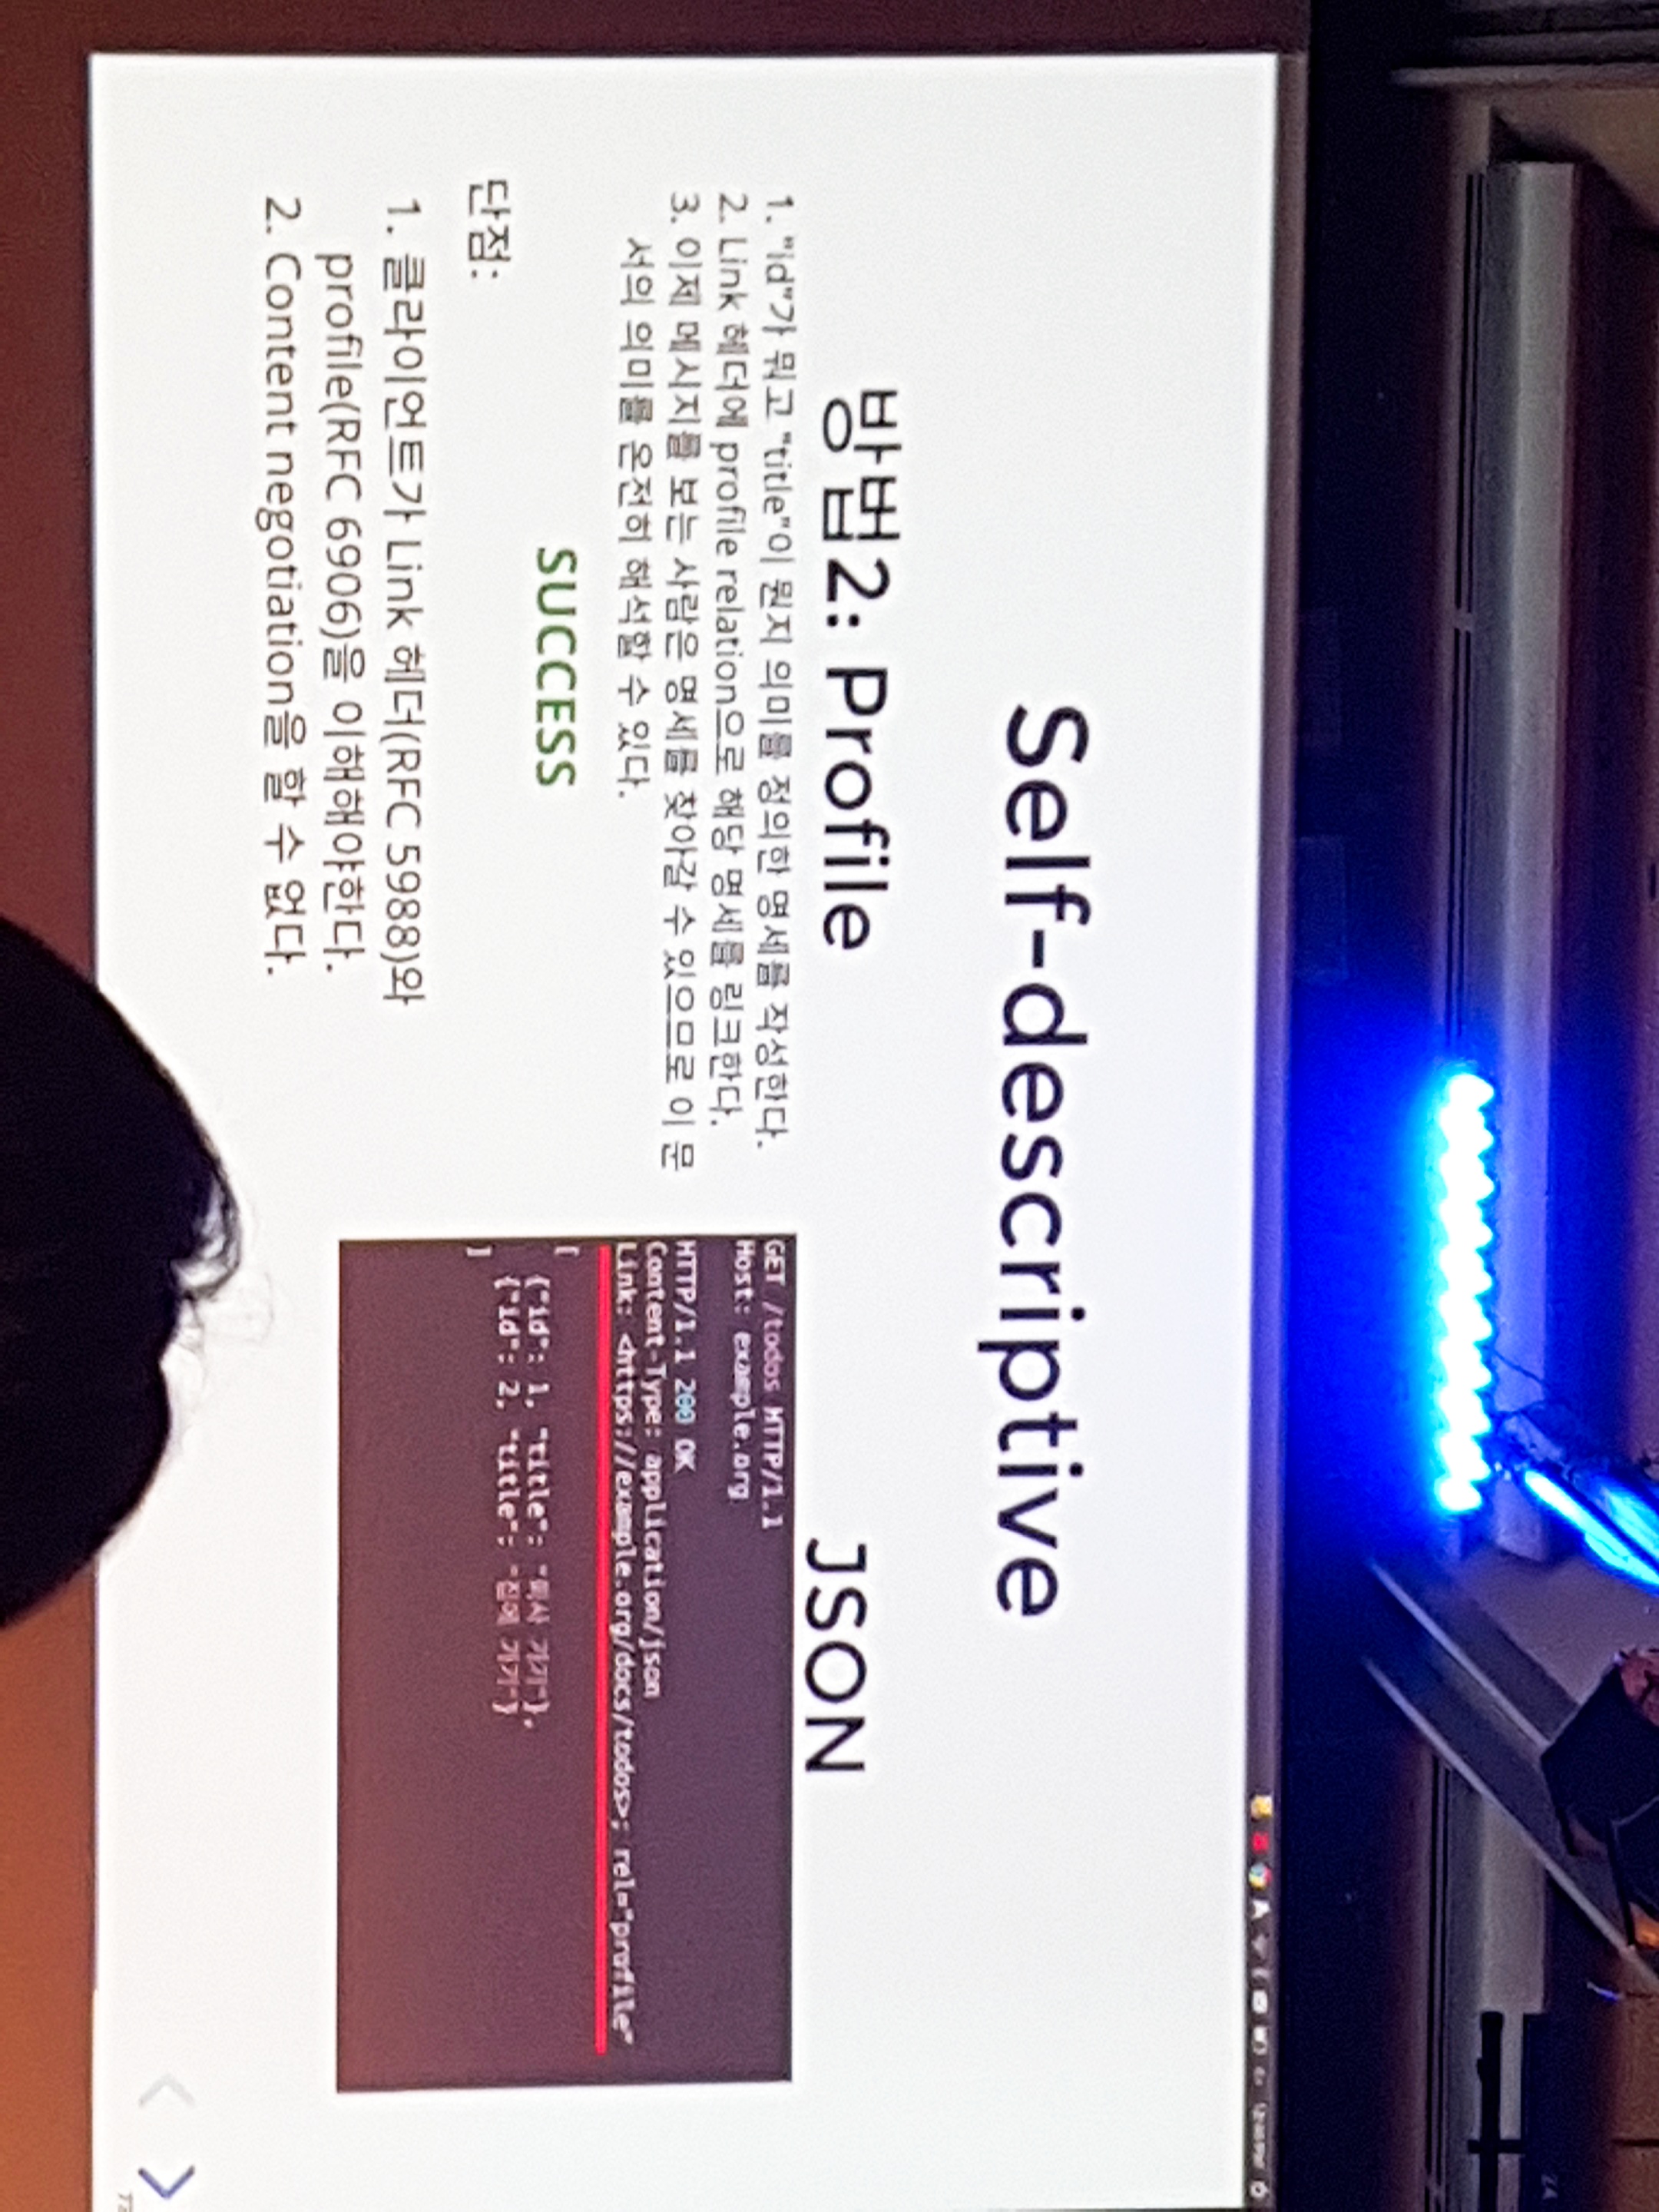 Self-descriptive
방법2: Profile
1. "id"가 뭐고 "title"이 뭔지 의미를 정의한 명세를 작성한다.
2. Link 헤더에 profile relation으로 해당 명세를 링크한다.
3. 이제 메시지를 보는 사람은 명세를 찾아갈 수 있으므로 이 문
서의 의미를 온전히 해석할 수 있다.
SUCCESS
단점:
1. 클라이언트가 Link 헤더(RFC 5988)와
profile(RFC 6906)을 이해해야한다.
2. Content negotiation을 할 수 없다.
JSON
GET /todos HTTP/1.1
Host: example.org
HTTP/1.1 200 OK
Content-Type: application/json
Link: <https://example.org/docs/todos>; rel="profile"
[
{"id": 1, "title": "회사 가기"},
{"id": 2, "title": "집에 가기"}
]